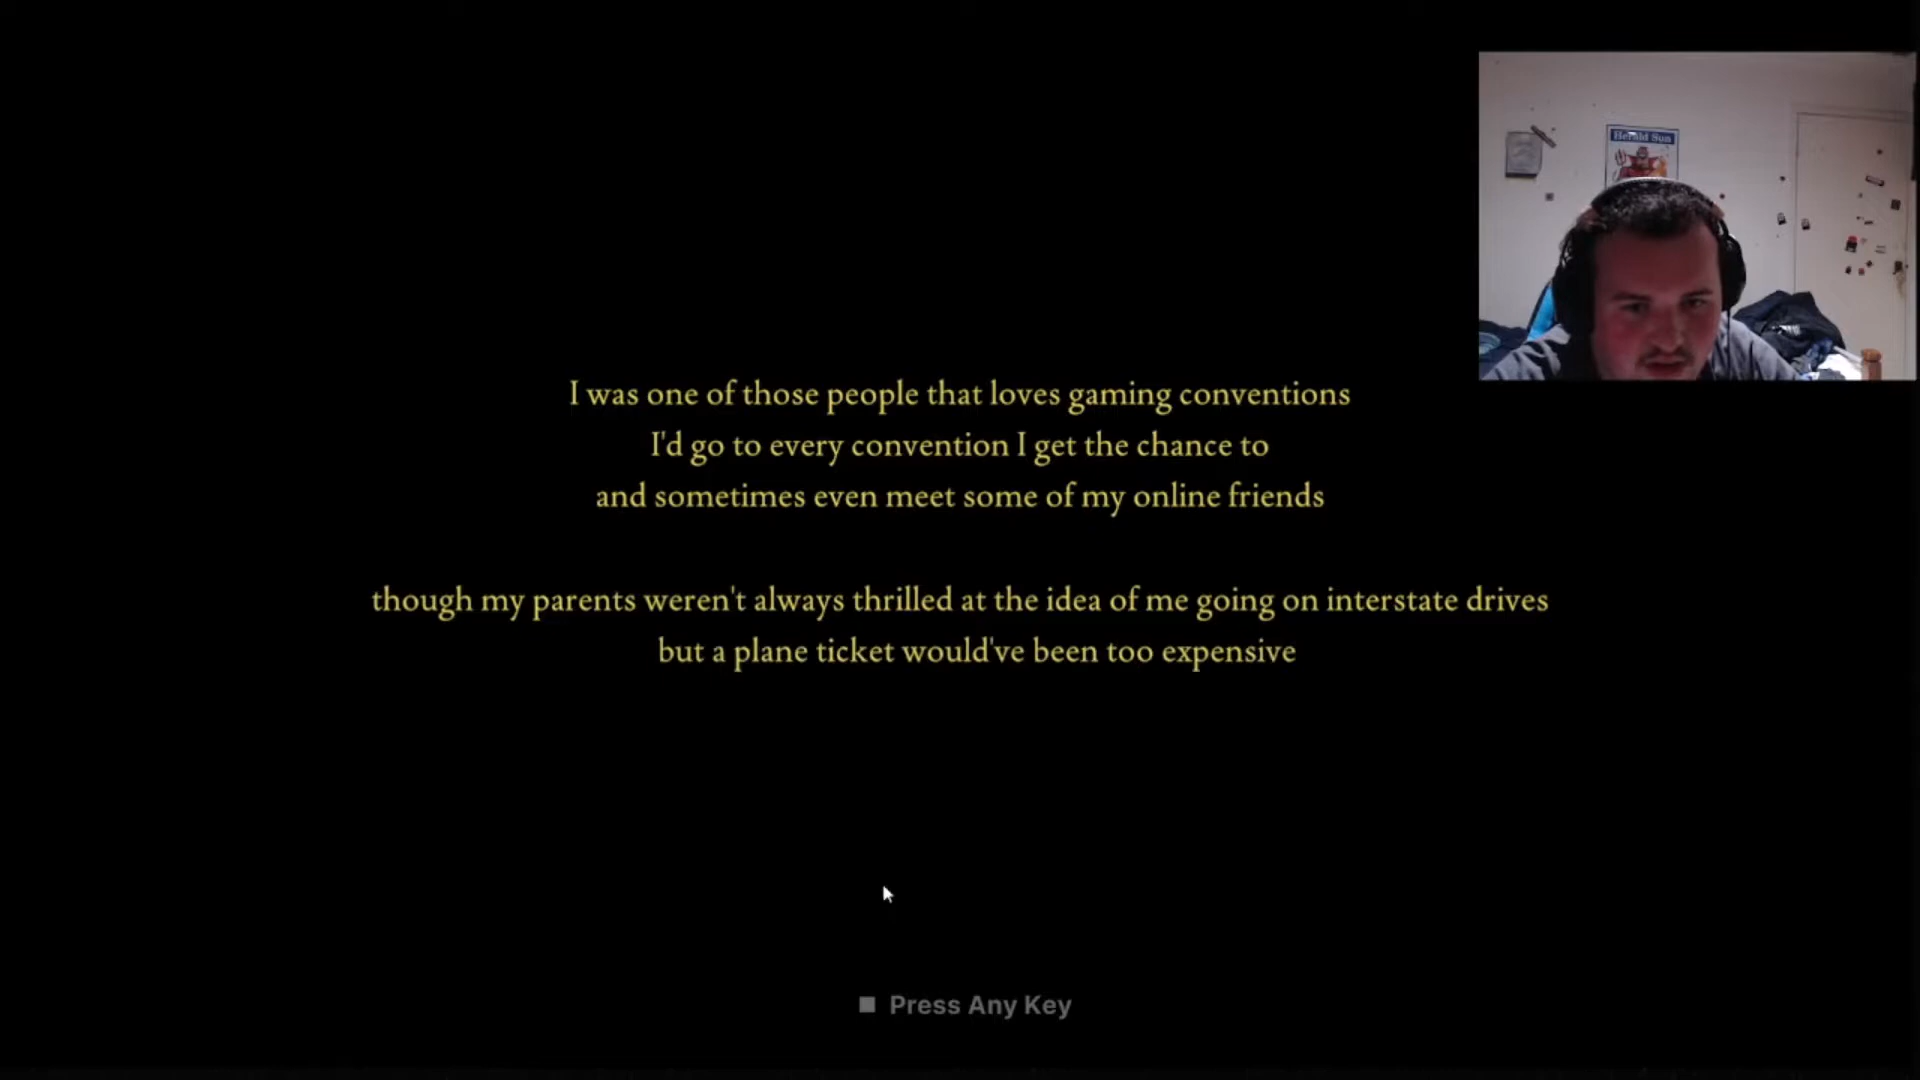 Herald Sun
I was one of those people that loves gaming conventions
I'd go to every convention I get the chance to
and sometimes even meet some of my online friends
though my parents weren't always thrilled at the idea of me going on interstate drives
but a plane ticket would've been too expensive
Press Any Key